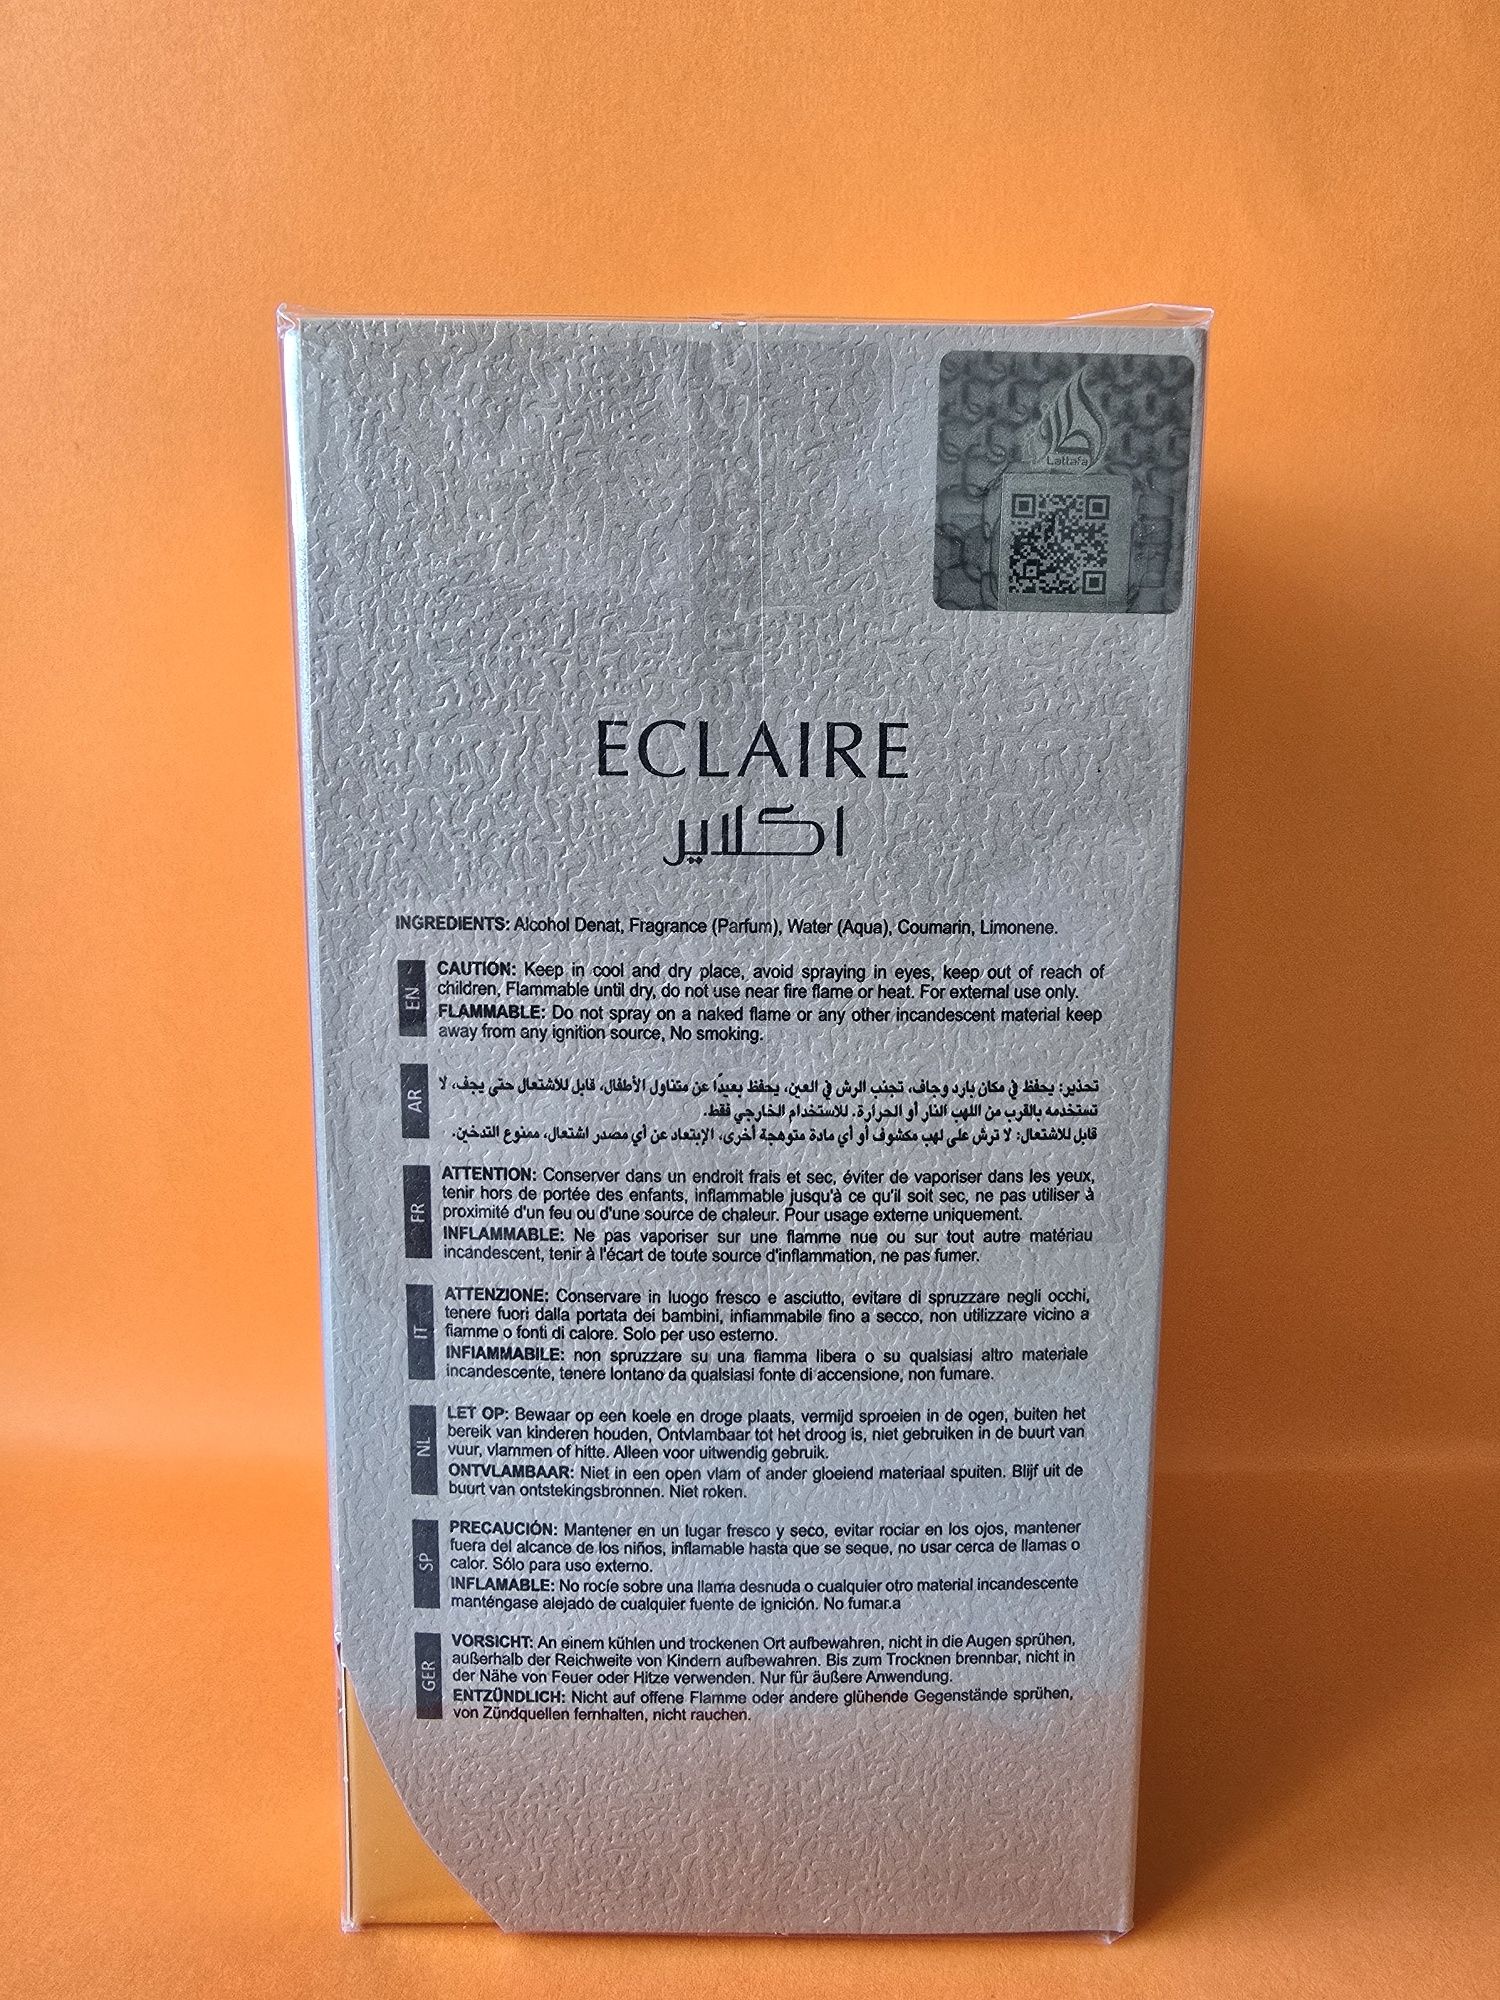 Lattafa
ECLAIRE
اكلاير
INGREDIENTS: Alcohol Denat, Fragrance (Parfum), Water (Aqua), Coumarin, Limonene.
EN
CAUTION: Keep in cool and dry place, avoid spraying in eyes, keep out of reach of
children, Flammable until dry, do not use near fire flame or heat. For external use only.
FLAMMABLE: Do not spray on a naked flame or any other incandescent material keep
away from any ignition source, No smoking.
AR
تحذير: يحفظ في مكان بارد وجاف، تجنب الرش في العين، يحفظ بعيدًا عن متناول الأطفال، قابل للاشتعال حتى يجف، لا
تستخدمه بالقرب من اللهب النار أو الحرارة. للاستخدام الخارجي فقط.
قابل للاشتعال: لا ترش على لهب مكشوف أو أي مادة متوهجة أخرى، الإبتعاد عن أي مصدر اشتعال، ممنوع التدخين.
FR
ATTENTION: Conserver dans un endroit frais et sec, éviter de vaporiser dans les yeux,
tenir hors de portée des enfants, inflammable jusqu'à ce qu'il soit sec, ne pas utiliser à
proximité d'un feu ou d'une source de chaleur. Pour usage externe uniquement.
INFLAMMABLE: Ne pas vaporiser sur une flamme nue ou sur tout autre matériau
incandescent, tenir à l'écart de toute source d'inflammation, ne pas fumer.
IT
ATTENZIONE: Conservare in luogo fresco e asciutto, evitare di spruzzare negli occhi,
tenere fuori dalla portata dei bambini, infiammabile fino a secco, non utilizzare vicino a
fiamme o fonti di calore. Solo per uso esterno.
INFIAMMABILE: non spruzzare su una fiamma libera o su qualsiasi altro materiale
incandescente, tenere lontano da qualsiasi fonte di accensione, non fumare.
NL
LET OP: Bewaar op een koele en droge plaats, vermijd sproeien in de ogen, buiten het
bereik van kinderen houden, Ontvlambaar tot het droog is, niet gebruiken in de buurt van
vuur, vlammen of hitte. Alleen voor uitwendig gebruik.
ONTVLAMBAAR: Niet in een open vlam of ander gloeiend materiaal spuiten. Blijf uit de
buurt van ontstekingsbronnen. Niet roken.
SP
PRECAUCIÓN: Mantener en un lugar fresco y seco, evitar rociar en los ojos, mantener
fuera del alcance de los niños, inflamable hasta que se seque, no usar cerca de llamas o
calor. Sólo para uso externo.
INFLAMABLE: No rocíe sobre una llama desnuda o cualquier otro material incandescente
manténgase alejado de cualquier fuente de ignición. No fumar.a
GER
VORSICHT: An einem kühlen und trockenen Ort aufbewahren, nicht in die Augen sprühen,
außerhalb der Reichweite von Kindern aufbewahren. Bis zum Trocknen brennbar, nicht in
der Nähe von Feuer oder Hitze verwenden. Nur für äußere Anwendung.
ENTZÜNDLICH: Nicht auf offene Flamme oder andere glühende Gegenstände sprühen,
von Zündquellen fernhalten, nicht rauchen.